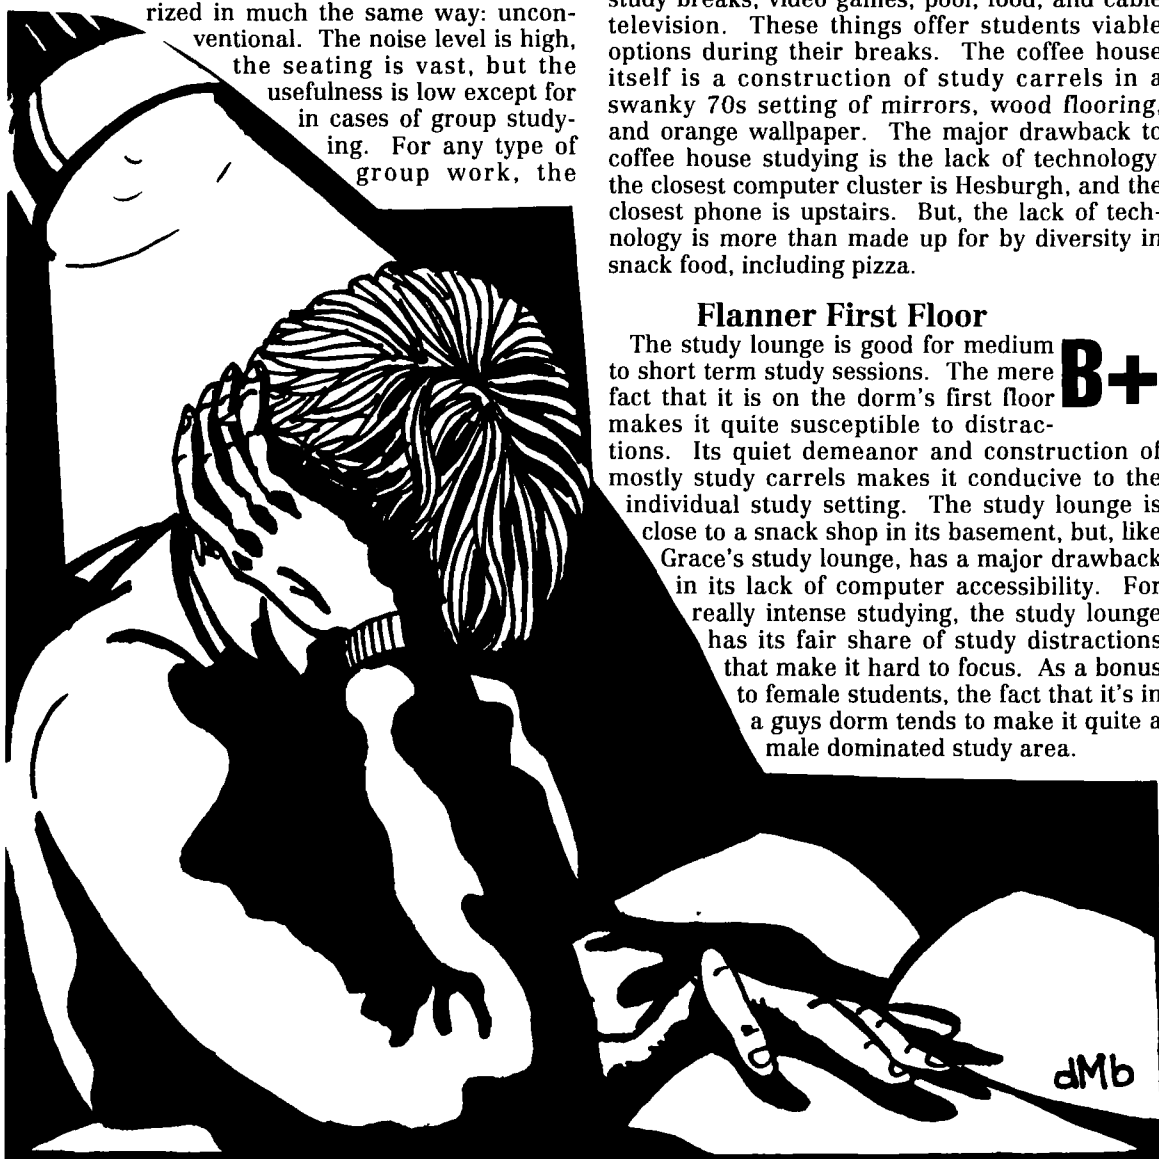 rized in much the same way: uncon-
ventional. The noise level is high,
the seating is vast, but the
usefulness is low except for
in cases of group study-
ing. For any type of
group work, the
study breaks, video games, pool, food, and cable
television. These things offer students viable
options during their breaks. The coffee house
itself is a construction of study carrels in a
swanky 70s setting of mirrors, wood flooring,
and orange wallpaper. The major drawback to
coffee house studying is the lack of technology
the closest computer cluster is Hesburgh, and the
closest phone is upstairs. But, the lack of tech-
nology is more than made up for by diversity in
snack food, including pizza.
Flanner First Floor
The study lounge is good for medium
to short term study sessions. The mere
fact that it is on the dorm's first floor
B+
makes it quite susceptible to distrac-
tions. Its quiet demeanor and construction of
mostly study carrels makes it conducive to the
individual study setting. The study lounge is
close to a snack shop in its basement, but, like
Grace's study lounge, has a major drawback
in its lack of computer accessibility. For
really intense studying, the study lounge
has its fair share of study distractions
that make it hard to focus. As a bonus
to female students, the fact that it's in
a guys dorm tends to make it quite a
male dominated study area.
dMb